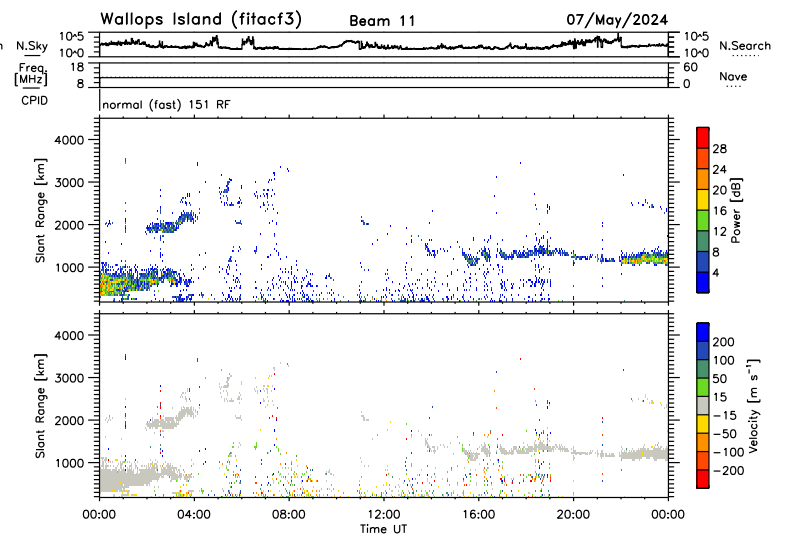 Wallops Island (fitacf3) Beam 11 07/May/2024
n N.Sky 10^5 10^0 10^5 10^0 N.Search
Freq. [MHz] 18 8 60 0 Nave
CPID normal (fast) 151 RF
Slant Range [km]
4000
3000
2000
1000
28
24
20
16
12
8
4
Power [dB]
Slant Range [km]
4000
3000
2000
1000
200
100
50
15
-15
-50
-100
-200
Velocity [m s⁻¹]
00:00 04:00 08:00 12:00 16:00 20:00 00:00
Time UT